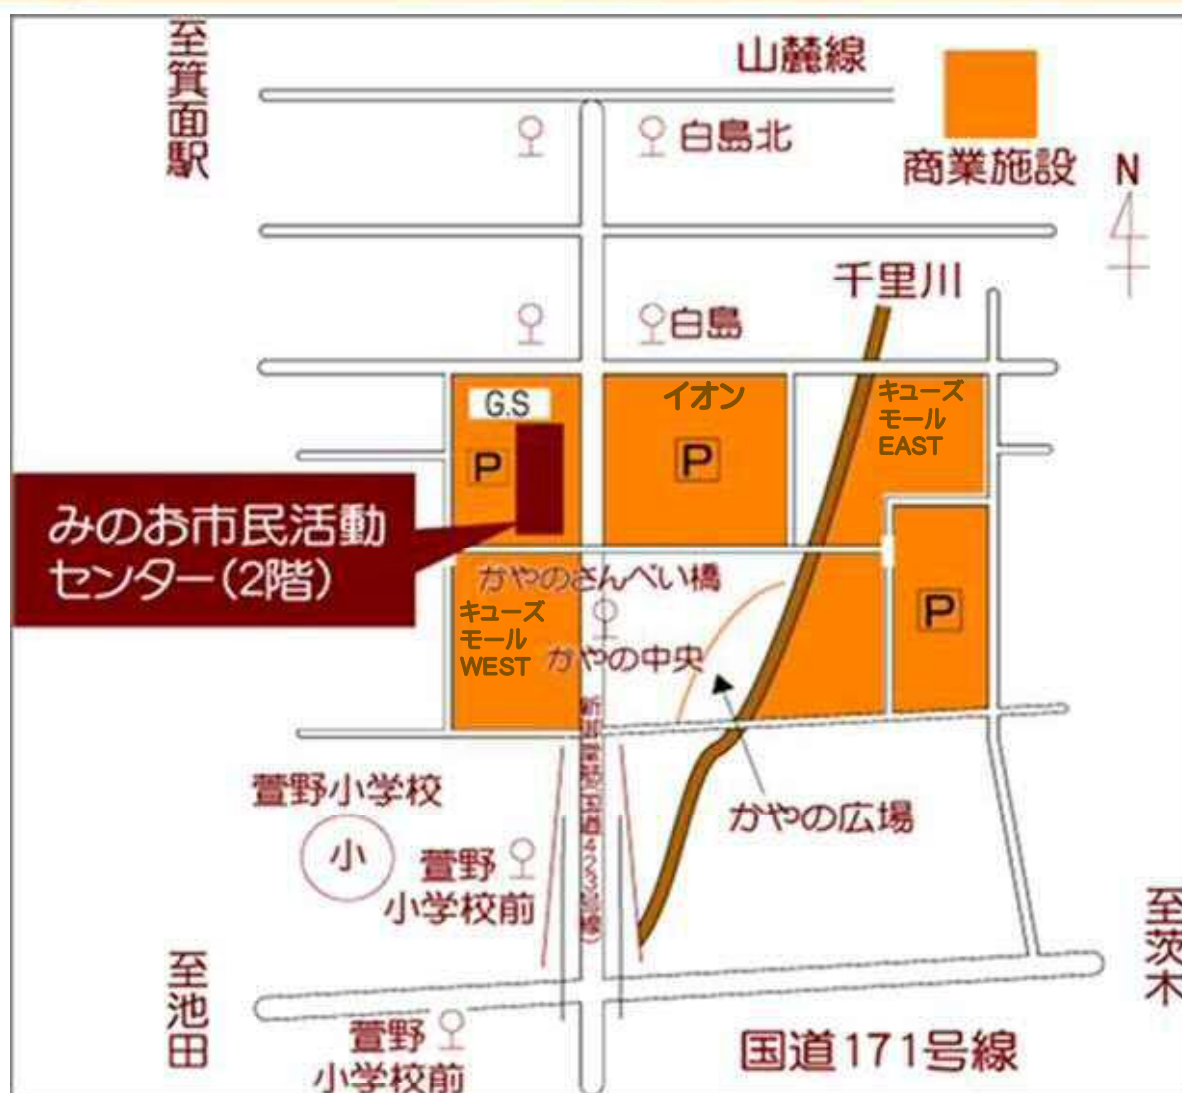 至箕面駅
山麓線
白島北
商業施設
N
千里川
白島
G.S
イオン
キューズ
モール
EAST
P
P
みのお市民活動
センター(2階)
かやのさんぺい橋
キューズ
モール
WEST
P
かやの中央
新御堂筋(国道423号線)
萱野小学校
小
かやの広場
萱野
小学校前
至茨木
至池田
萱野
小学校前
国道171号線